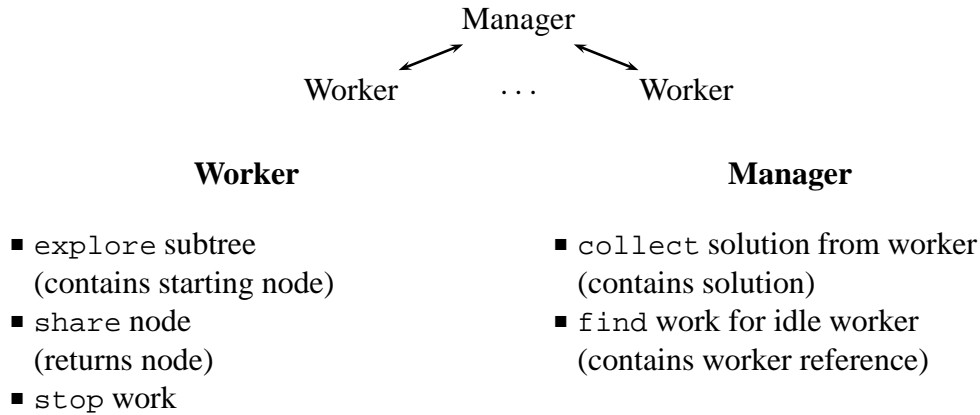 Manager
Worker ... Worker
Worker
■ explore subtree
(contains starting node)
■ share node
(returns node)
■ stop work
Manager
■ collect solution from worker
(contains solution)
■ find work for idle worker
(contains worker reference)